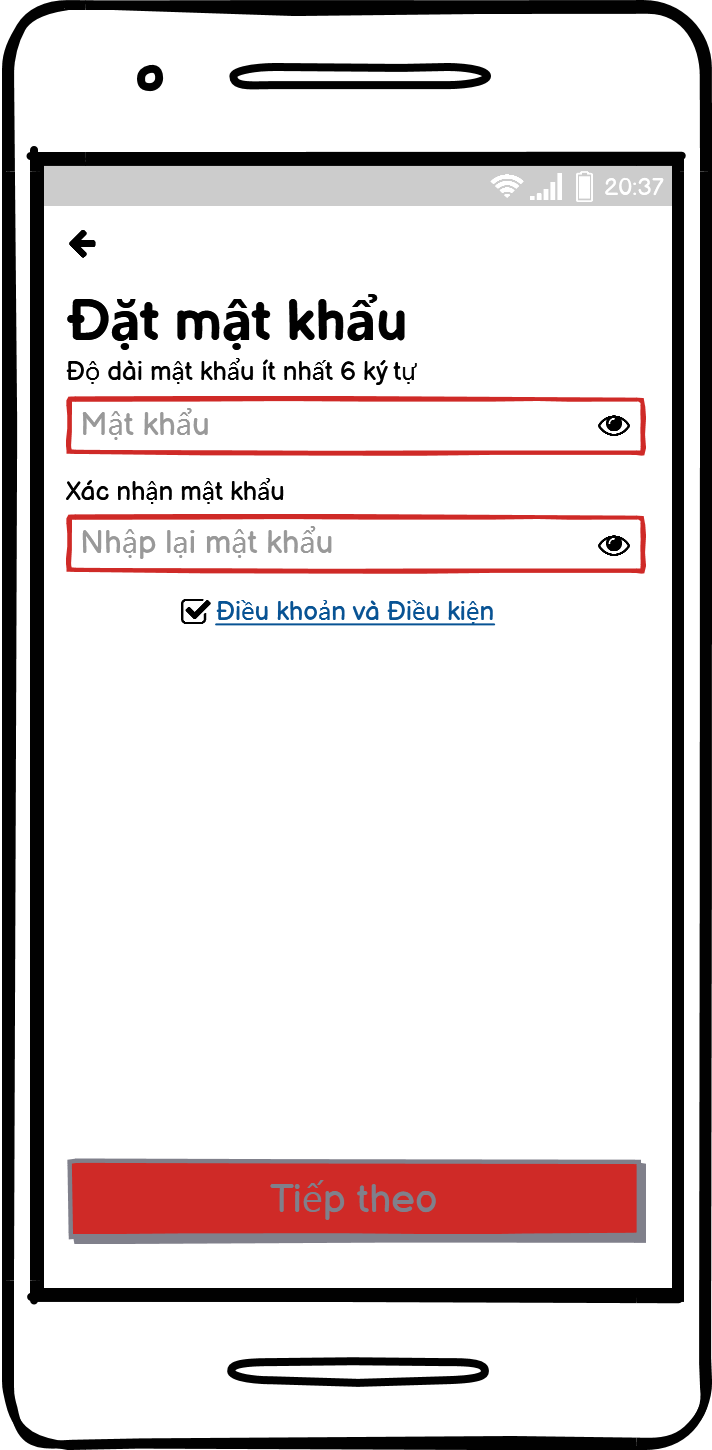 20:37
Đặt mật khẩu
Độ dài mật khẩu ít nhất 6 ký tự
Mật khẩu
Xác nhận mật khẩu
Nhập lại mật khẩu
Điều khoản và Điều kiện
Tiếp theo